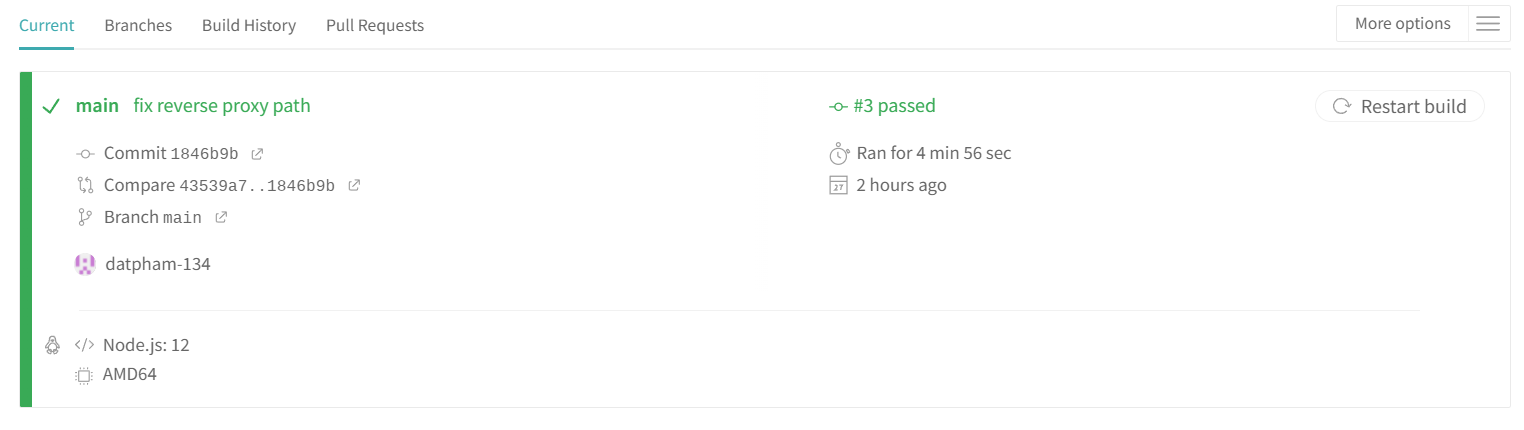 Current Branches Build History Pull Requests More options
main fix reverse proxy path #3 passed Restart build
Commit 1846b9b Ran for 4 min 56 sec
Compare 43539a7..1846b9b 2 hours ago
Branch main
datpham-134
</> Node.js: 12
AMD64